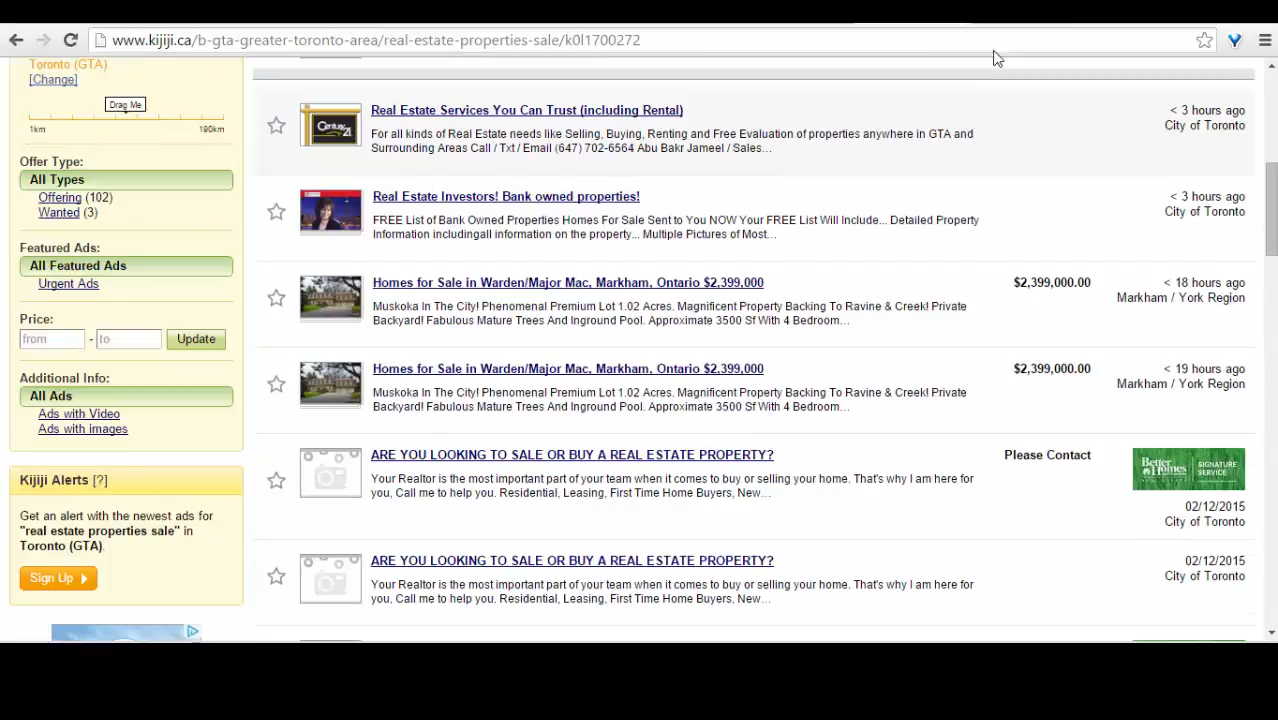 www.kijiji.ca/b-gta-greater-toronto-area/real-estate-properties-sale/k0l1700272
Toronto (GTA)
[Change]
Drag Me
1km
190km
Offer Type:
All Types
Offering (102)
Wanted (3)
Featured Ads:
All Featured Ads
Urgent Ads
Price:
from - to Update
Additional Info:
All Ads
Ads with Video
Ads with images
Kijiji Alerts [?]
Get an alert with the newest ads for
"real estate properties sale" in
Toronto (GTA).
Sign Up
Century 21
Real Estate Services You Can Trust (including Rental)
For all kinds of Real Estate needs like Selling, Buying, Renting and Free Evaluation of properties anywhere in GTA and
Surrounding Areas Call / Txt / Email (647) 702-6564 Abu Bakr Jameel / Sales...
< 3 hours ago
City of Toronto
Real Estate Investors! Bank owned properties!
FREE List of Bank Owned Properties Homes For Sale Sent to You NOW Your FREE List Will Include... Detailed Property
Information includingall information on the property... Multiple Pictures of Most...
< 3 hours ago
City of Toronto
Homes for Sale in Warden/Major Mac, Markham, Ontario $2,399,000
Muskoka In The City! Phenomenal Premium Lot 1.02 Acres. Magnificent Property Backing To Ravine & Creek! Private
Backyard! Fabulous Mature Trees And Inground Pool. Approximate 3500 Sf With 4 Bedroom...
$2,399,000.00
< 18 hours ago
Markham / York Region
Homes for Sale in Warden/Major Mac, Markham, Ontario $2,399,000
Muskoka In The City! Phenomenal Premium Lot 1.02 Acres. Magnificent Property Backing To Ravine & Creek! Private
Backyard! Fabulous Mature Trees And Inground Pool. Approximate 3500 Sf With 4 Bedroom...
$2,399,000.00
< 19 hours ago
Markham / York Region
ARE YOU LOOKING TO SALE OR BUY A REAL ESTATE PROPERTY?
Your Realtor is the most important part of your team when it comes to buy or selling your home. That's why I am here for
you, Call me to help you. Residential, Leasing, First Time Home Buyers, New...
Please Contact
Better Homes
SIGNATURE
SERVICE
02/12/2015
City of Toronto
ARE YOU LOOKING TO SALE OR BUY A REAL ESTATE PROPERTY?
Your Realtor is the most important part of your team when it comes to buy or selling your home. That's why I am here for
you, Call me to help you. Residential, Leasing, First Time Home Buyers, New...
02/12/2015
City of Toronto